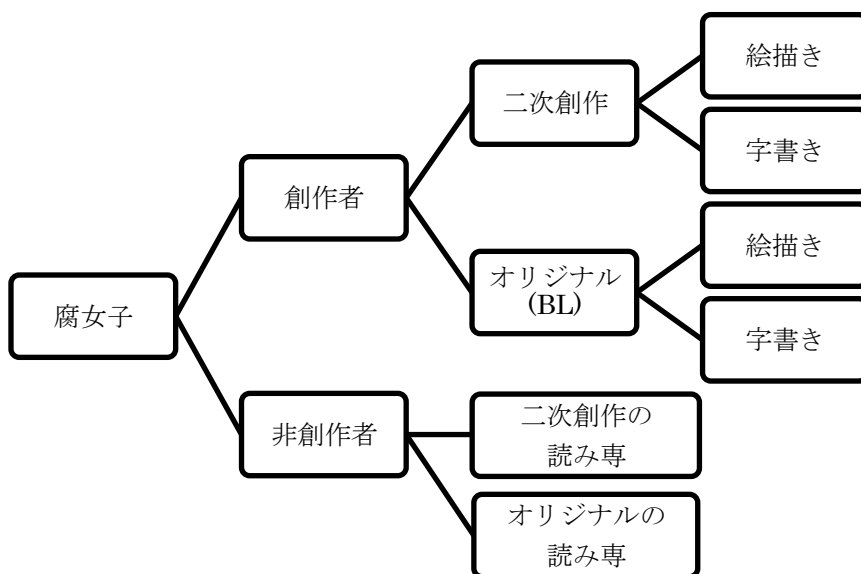 腐女子
創作者
二次創作
絵描き
字書き
オリジナル
(BL)
絵描き
字書き
非創作者
二次創作の
読み専
オリジナルの
読み専